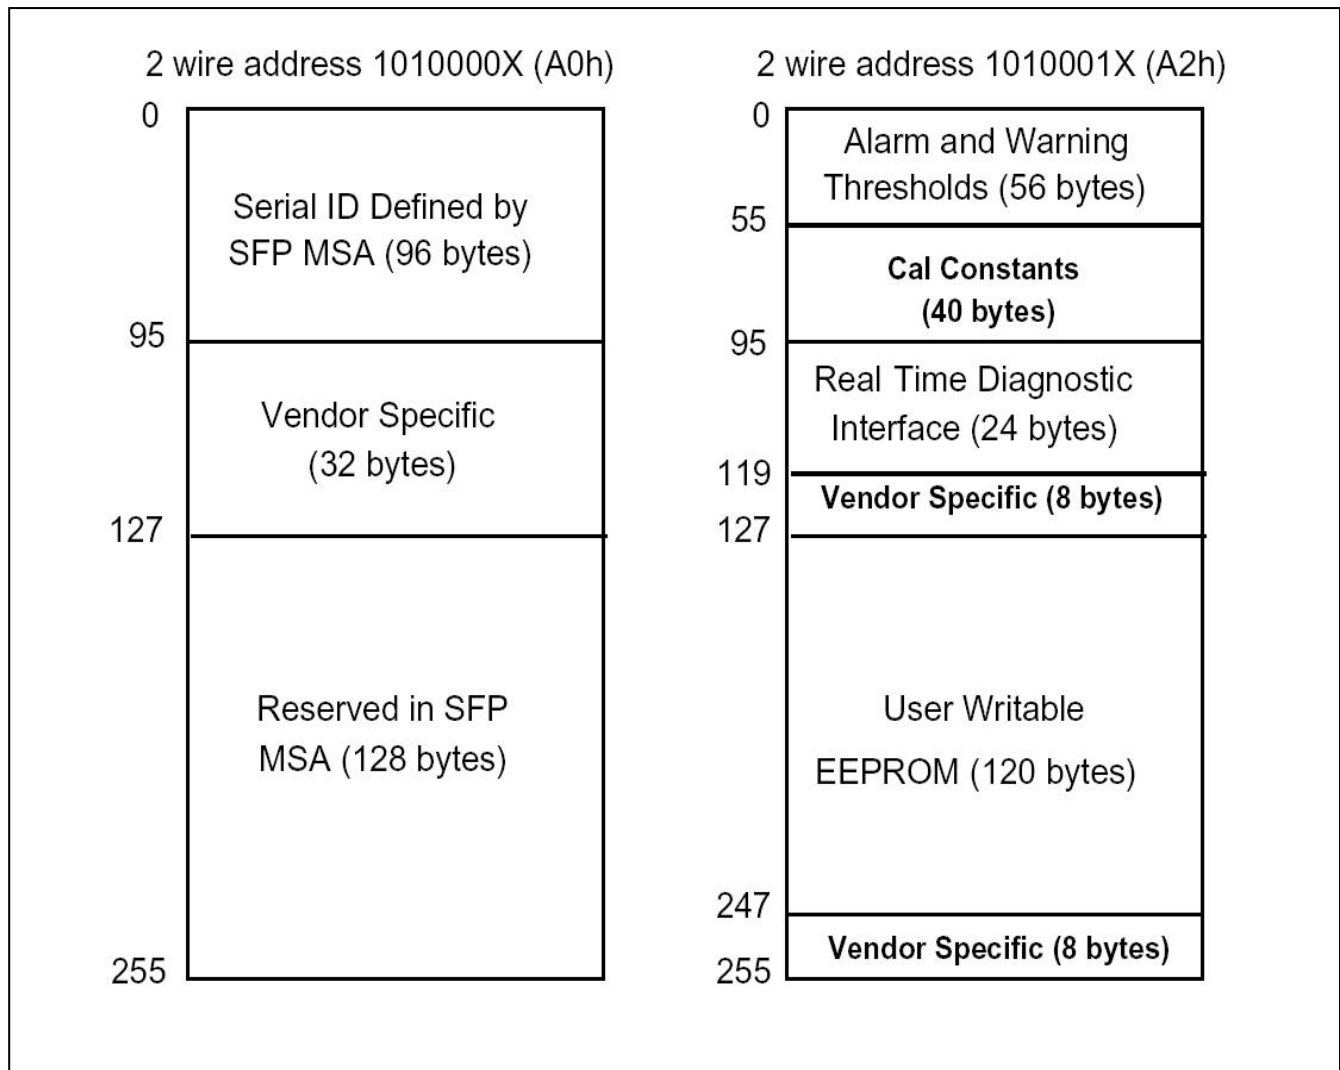 2 wire address 1010000X (A0h)
0
Serial ID Defined by
SFP MSA (96 bytes)
95
Vendor Specific
(32 bytes)
127
Reserved in SFP
MSA (128 bytes)
255
2 wire address 1010001X (A2h)
0
Alarm and Warning
Thresholds (56 bytes)
55
Cal Constants
(40 bytes)
95
Real Time Diagnostic
Interface (24 bytes)
119
Vendor Specific (8 bytes)
127
User Writable
EEPROM (120 bytes)
247
Vendor Specific (8 bytes)
255